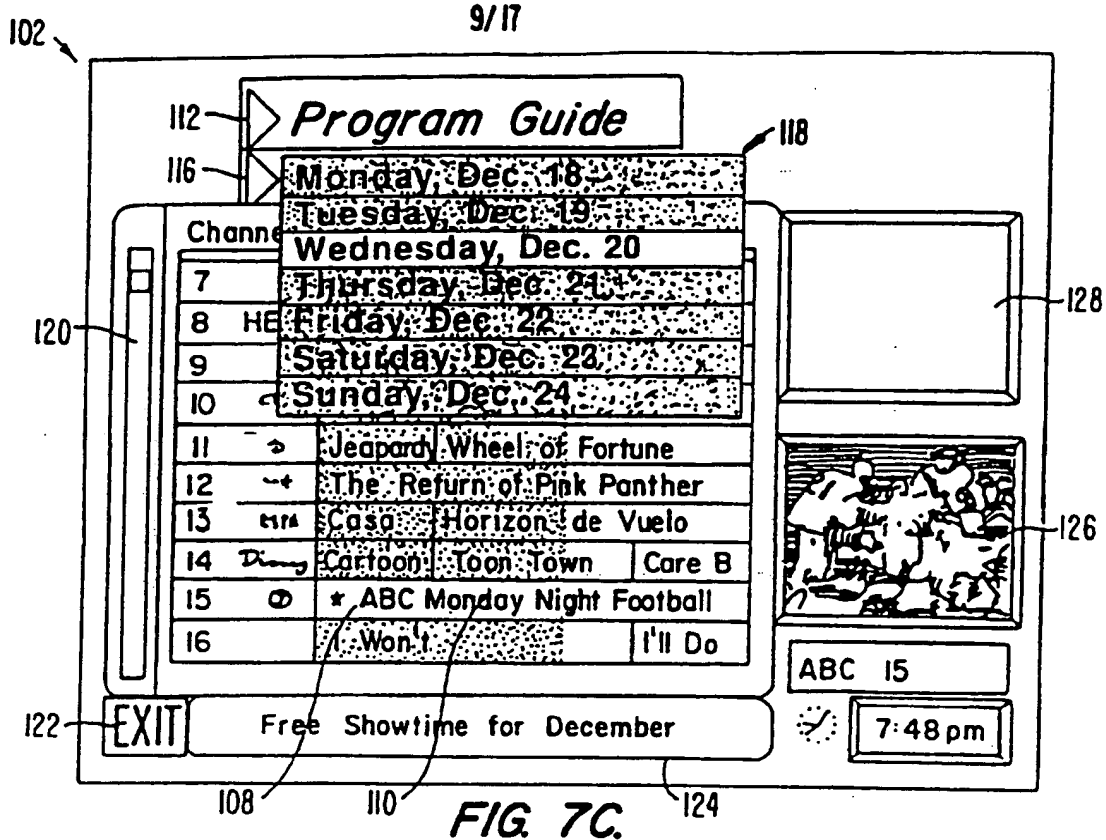 9/17
102
112
Program Guide
118
116
Monday, Dec. 18
Tuesday, Dec. 19
Channe
Wednesday, Dec. 20
7
Thursday, Dec. 21
128
8 HE Friday, Dec. 22
120
9
Saturday, Dec. 23
10
Sunday, Dec. 24
11 Jeopardy Wheel of Fortune
12 The Return of Pink Panther
13 Casa Horizon de Vuelo
126
14 Disney Cartoon Toon Town Care B
15 * ABC Monday Night Football
16 I Won't I'll Do
ABC 15
122
EXIT
Free Showtime for December
7:48 pm
108
110
124
FIG. 7C.